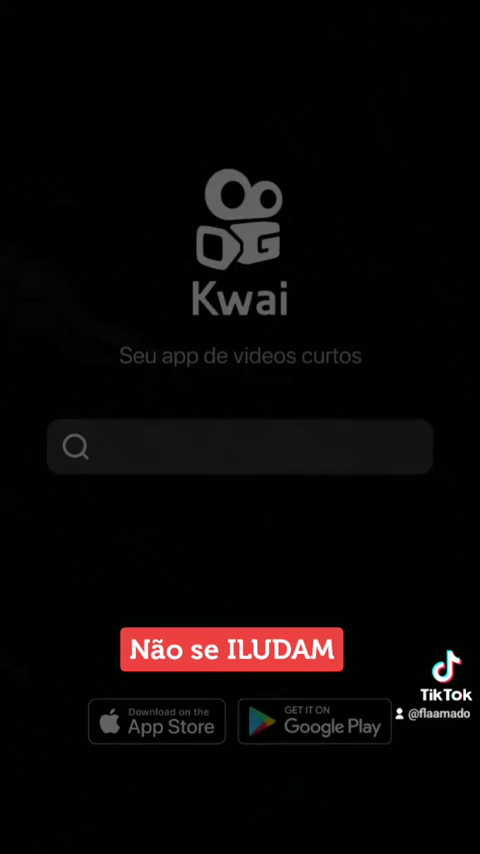 Kwai
Seu app de videos curtos
Não se ILUDAM
Download on the
App Store
GET IT ON
Google Play
TikTok
@flaamado